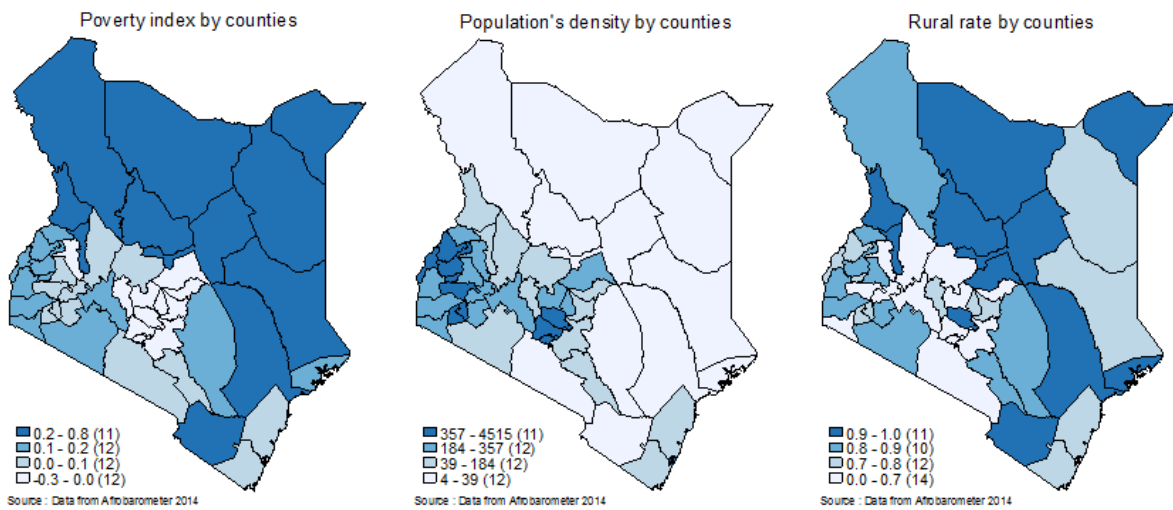 Poverty index by counties
0.2 - 0.8 (11)
0.1 - 0.2 (12)
0.0 - 0.1 (12)
-0.3 - 0.0 (12)
Source : Data from Afrobarometer 2014
Population's density by counties
357 - 4515 (11)
184 - 357 (12)
39 - 184 (12)
4 - 39 (12)
Source : Data from Afrobarometer 2014
Rural rate by counties
0.9 - 1.0 (11)
0.8 - 0.9 (10)
0.7 - 0.8 (12)
0.0 - 0.7 (14)
Source : Data from Afrobarometer 2014